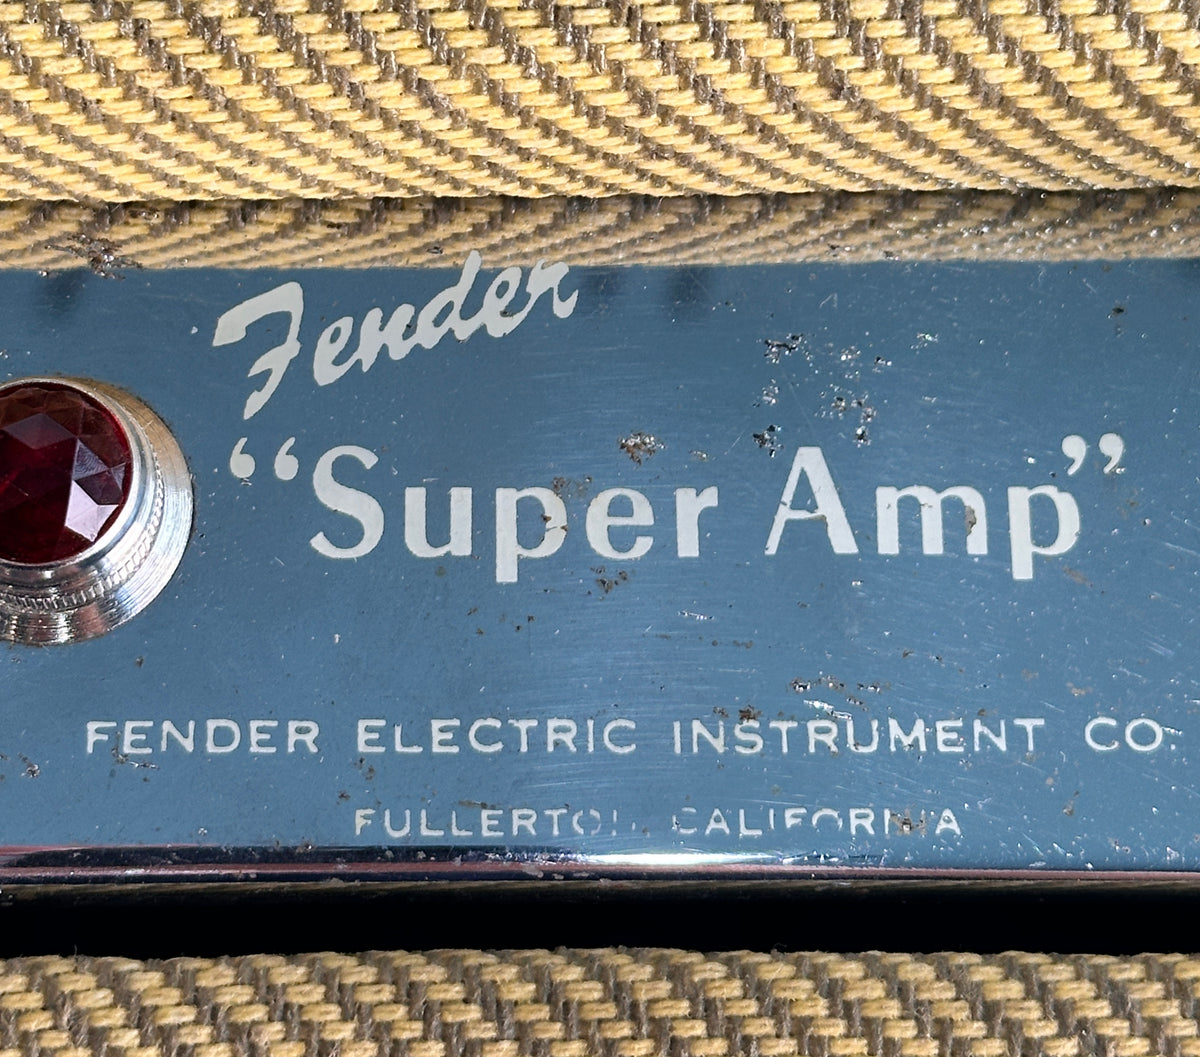 Fender
“Super Amp”
FENDER ELECTRIC INSTRUMENT CO.
FULLERTON, CALIFORNIA